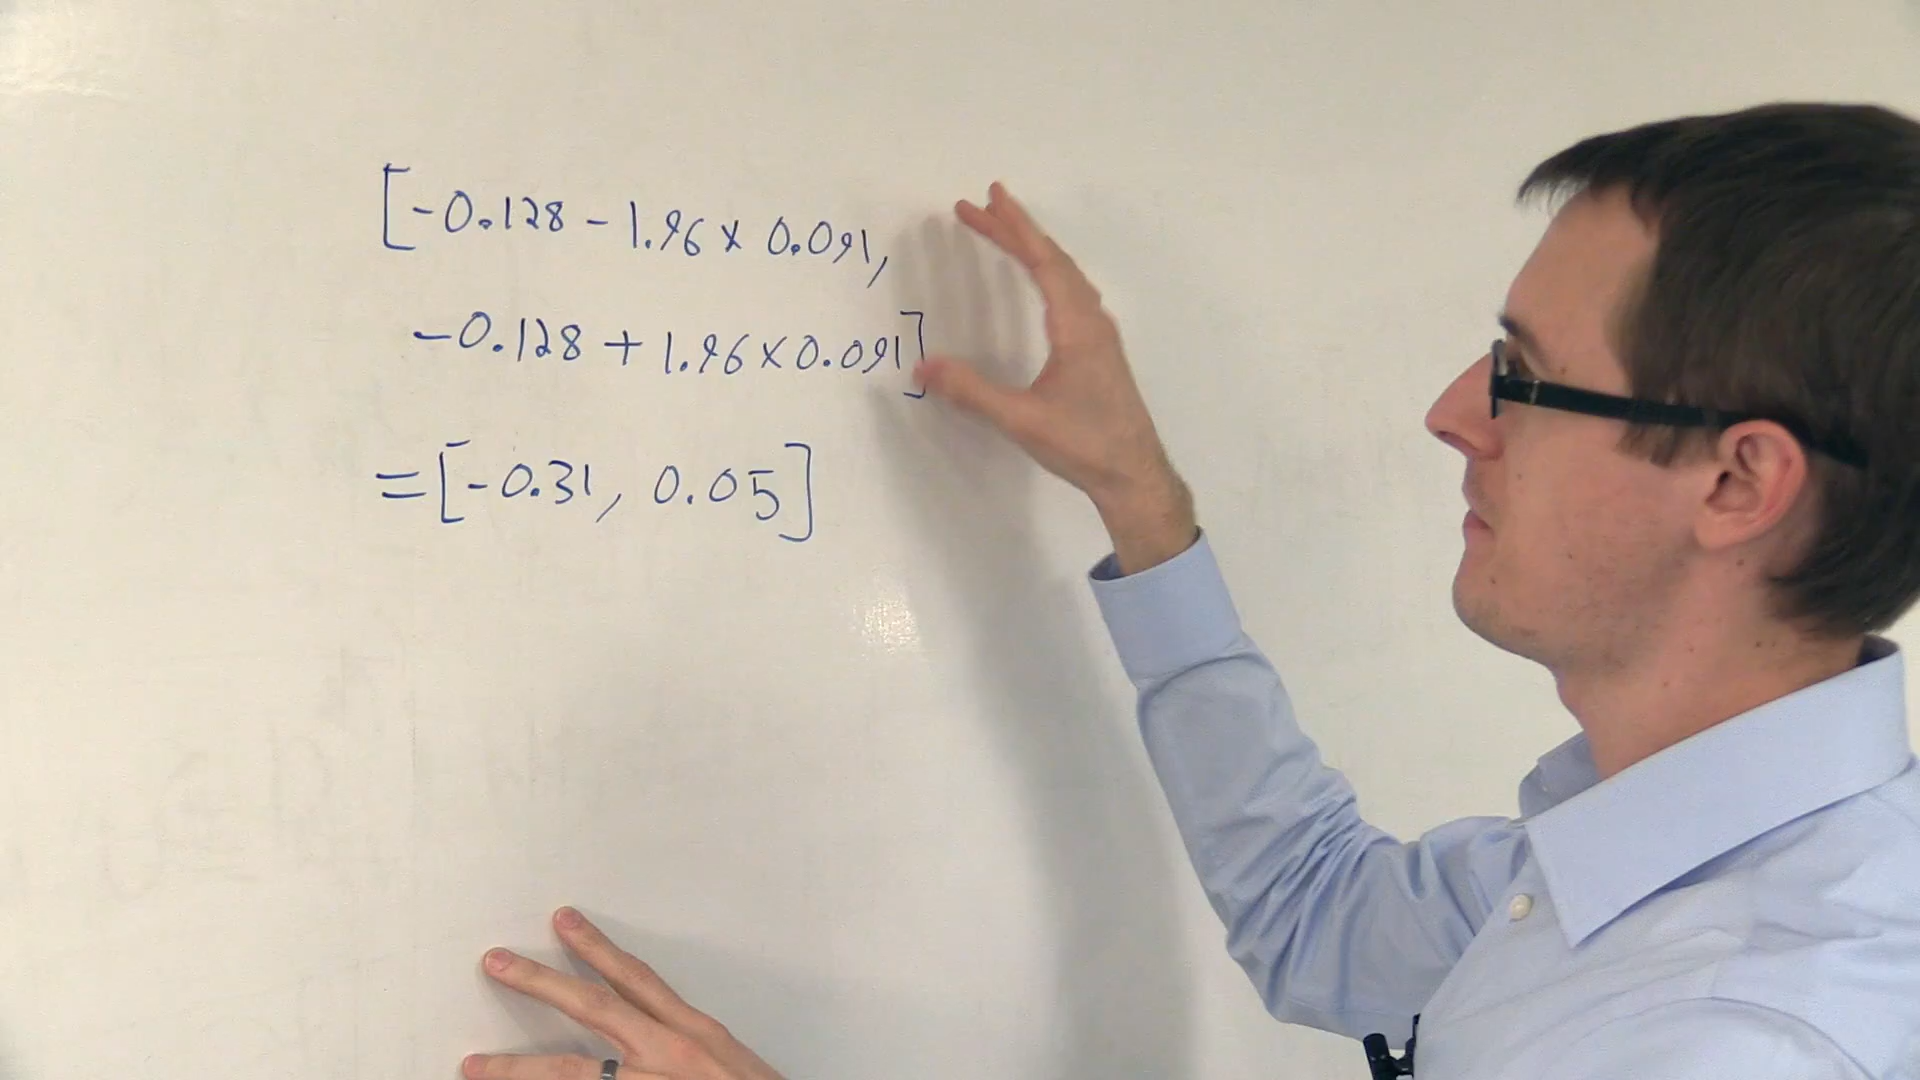 [-0.128 - 1.96 × 0.091,
-0.128 + 1.96 × 0.091]
= [-0.31, 0.05]